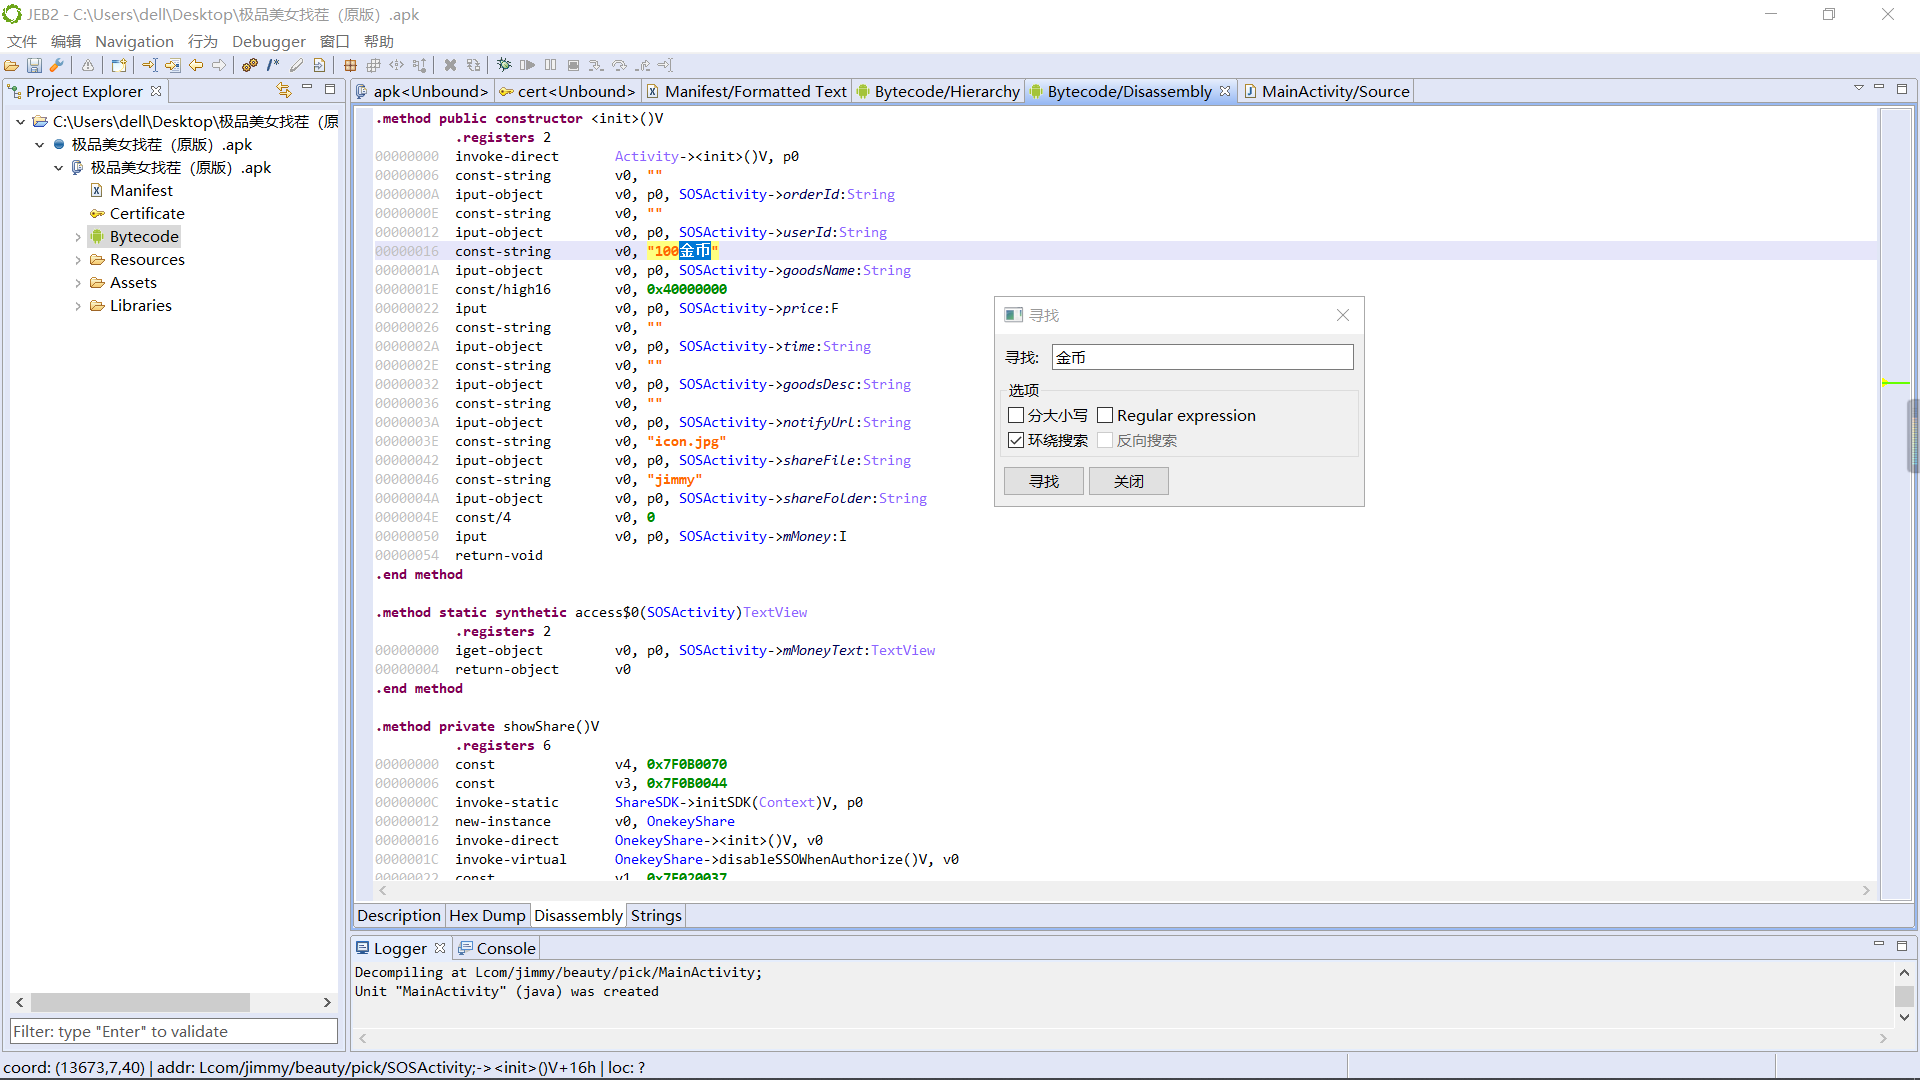 JEB2 - C:\Users\dell\Desktop\极品美女找茬（原版）.apk
文件 编辑 Navigation 行为 Debugger 窗口 帮助
Project Explorer
apk<Unbound> cert<Unbound> Manifest/Formatted Text Bytecode/Hierarchy Bytecode/Disassembly MainActivity/Source
C:\Users\dell\Desktop\极品美女找茬（原
极品美女找茬（原版）.apk
极品美女找茬（原版）.apk
Manifest
Certificate
Bytecode
Resources
Assets
Libraries
Filter: type "Enter" to validate
.method public constructor <init>()V
.registers 2
00000000 invoke-direct Activity-><init>()V, p0
00000006 const-string v0, ""
0000000A iput-object v0, p0, SOSActivity->orderId:String
0000000E const-string v0, ""
00000012 iput-object v0, p0, SOSActivity->userId:String
00000016 const-string v0, "100金币"
0000001A iput-object v0, p0, SOSActivity->goodsName:String
0000001E const/high16 v0, 0x40000000
00000022 iput v0, p0, SOSActivity->price:F
00000026 const-string v0, ""
0000002A iput-object v0, p0, SOSActivity->time:String
0000002E const-string v0, ""
00000032 iput-object v0, p0, SOSActivity->goodsDesc:String
00000036 const-string v0, ""
0000003A iput-object v0, p0, SOSActivity->notifyUrl:String
0000003E const-string v0, "icon.jpg"
00000042 iput-object v0, p0, SOSActivity->shareFile:String
00000046 const-string v0, "jimmy"
0000004A iput-object v0, p0, SOSActivity->shareFolder:String
0000004E const/4 v0, 0
00000050 iput v0, p0, SOSActivity->mMoney:I
00000054 return-void
.end method
.method static synthetic access$0(SOSActivity)TextView
.registers 2
00000000 iget-object v0, p0, SOSActivity->mMoneyText:TextView
00000004 return-object v0
.end method
.method private showShare()V
.registers 6
00000000 const v4, 0x7F0B0070
00000006 const v3, 0x7F0B0044
0000000C invoke-static ShareSDK->initSDK(Context)V, p0
00000012 new-instance v0, OnekeyShare
00000016 invoke-direct OnekeyShare-><init>()V, v0
0000001C invoke-virtual OnekeyShare->disableSSOWhenAuthorize()V, v0
00000022 const v1, 0x7F020037
寻找
寻找: 金币
选项
分大小写 Regular expression
环绕搜索 反向搜索
寻找 关闭
Description Hex Dump Disassembly Strings
Logger Console
Decompiling at Lcom/jimmy/beauty/pick/MainActivity;
Unit "MainActivity" (java) was created
coord: (13673,7,40) | addr: Lcom/jimmy/beauty/pick/SOSActivity;-><init>()V+16h | loc: ?